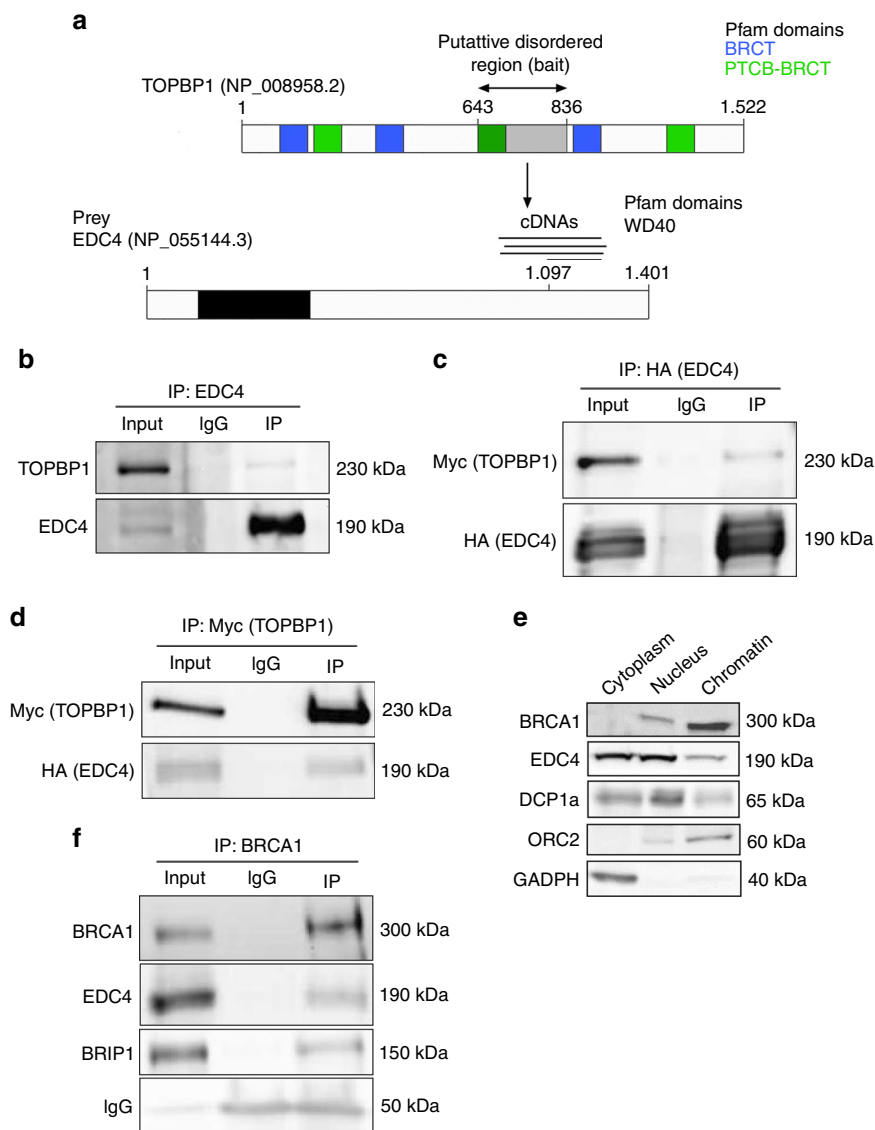 a
Putattive disordered
region (bait)
Pfam domains
BRCT
PTCB-BRCT
TOPBP1 (NP_008958.2)
1 643 836 1.522
Prey
EDC4 (NP_055144.3)
cDNAs
Pfam domains
WD40
1 1.097 1.401
b
IP: EDC4
Input IgG IP
TOPBP1 230 kDa
EDC4 190 kDa
c
IP: HA (EDC4)
Input IgG IP
Myc (TOPBP1) 230 kDa
HA (EDC4) 190 kDa
d
IP: Myc (TOPBP1)
Input IgG IP
Myc (TOPBP1) 230 kDa
HA (EDC4) 190 kDa
e
Cytoplasm Nucleus Chromatin
BRCA1 300 kDa
EDC4 190 kDa
DCP1a 65 kDa
ORC2 60 kDa
GADPH 40 kDa
f
IP: BRCA1
Input IgG IP
BRCA1 300 kDa
EDC4 190 kDa
BRIP1 150 kDa
IgG 50 kDa